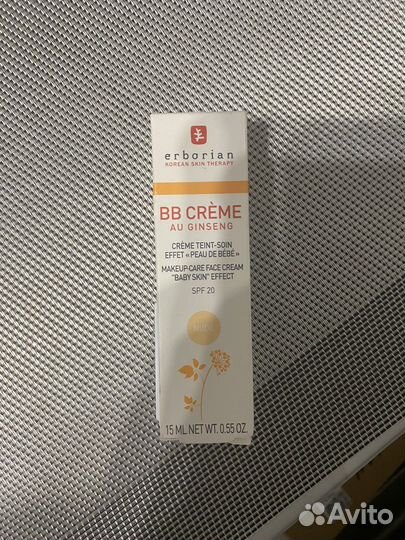 erborian
KOREAN SKIN THERAPY
BB CRÈME
AU GINSENG
CRÈME TEINT-SOIN
EFFET «PEAU DE BÉBÉ»
MAKEUP-CARE FACE CREAM
"BABY SKIN" EFFECT
SPF 20
NUDE
15 ML NET WT. 0.55 OZ.
Avito